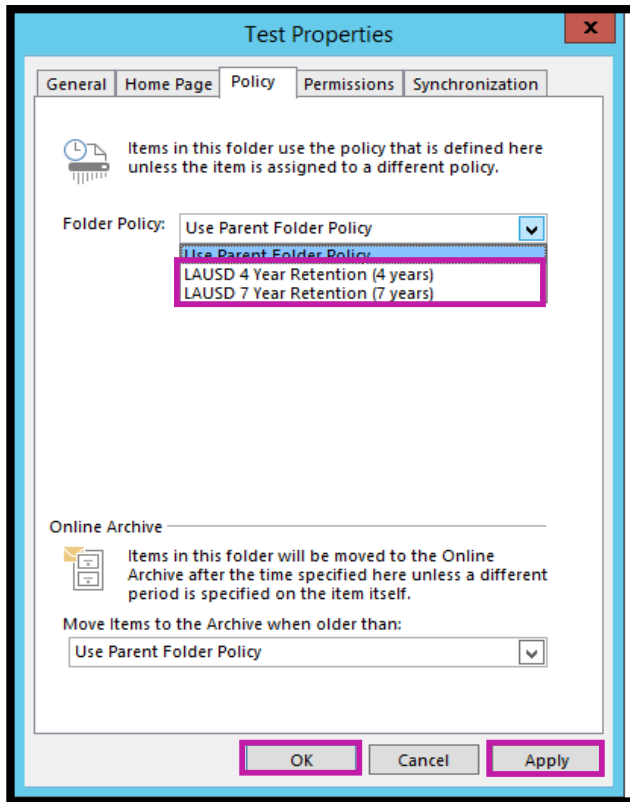 Test Properties
x
General Home Page Policy Permissions Synchronization
Items in this folder use the policy that is defined here
unless the item is assigned to a different policy.
Folder Policy: Use Parent Folder Policy
Use Parent Folder Policy
LAUSD 4 Year Retention (4 years)
LAUSD 7 Year Retention (7 years)
Online Archive
Items in this folder will be moved to the Online
Archive after the time specified here unless a different
period is specified on the item itself.
Move Items to the Archive when older than:
Use Parent Folder Policy
OK Cancel Apply